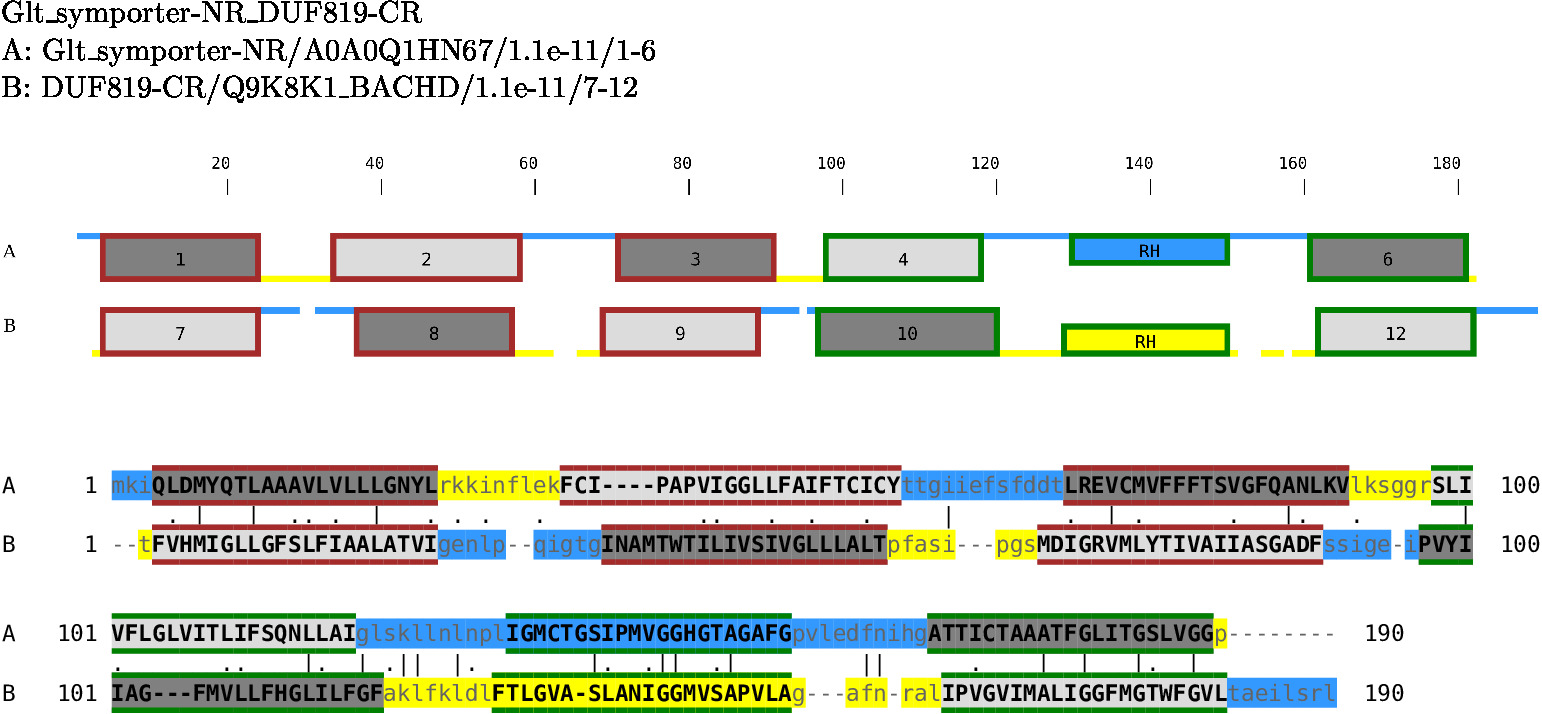 Glt_symporter-NR_DUF819-CR
A: Glt_symporter-NR/A0A0Q1HN67/1.1e-11/1-6
B: DUF819-CR/Q9K8K1_BACHD/1.1e-11/7-12
20 40 60 80 100 120 140 160 180
A 1 2 3 4 RH 6
B 7 8 9 10 RH 12
A 1 mkiQLDMYQTLAAAVLVLLLGNYLrkkinflekFCI----PAPVIGGLLFAIFTCICYttgiiefsfddtLREVCMVFFFTSVGFQANLKVlksggrSLI 100
B 1 --tFVHMIGLLGFSLFIAALATVIgenlp--qigtgINAMTWTILIVSIVGLLLALTpfasi---pgsMDIGRVMLYTIVAIIASGADFssige-iPVYI 100
A 101 VFLGLVITLIFSQNLLAIglskllnlnplIGMCTGSIPMVGGHGTAGAFGpvledfnihgATTICTAAATFGLITGSLVGGp-------- 190
B 101 IAG---FMVLLFHGLILFGFaklfkldlFTLGVA-SLANIGGMVSAPVLAg---afn-ralIPVGVIMALIGGFMGTWFGVLtaeilsrl 190